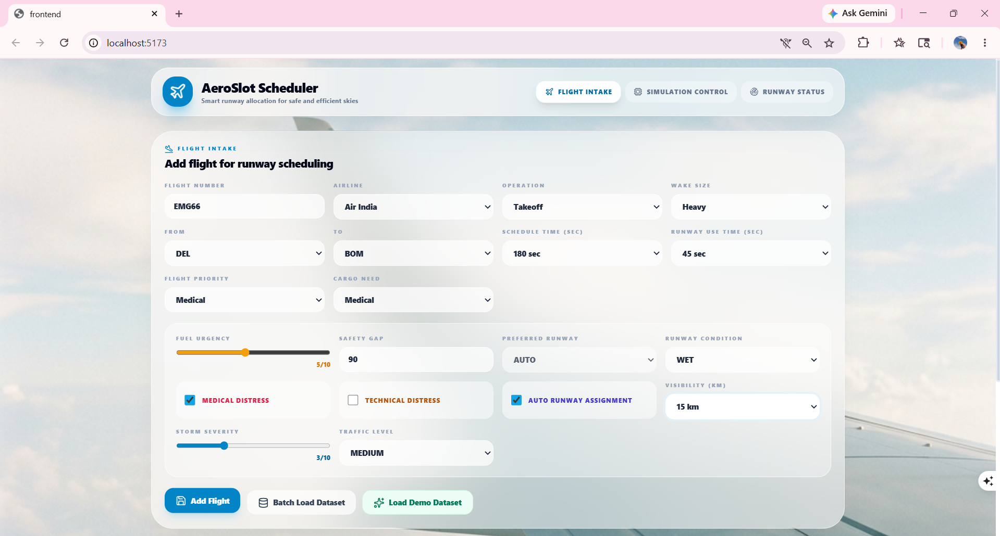 frontend
Ask Gemini
localhost:5173
AeroSlot Scheduler
Smart runway allocation for safe and efficient skies
FLIGHT INTAKE
SIMULATION CONTROL
RUNWAY STATUS
FLIGHT INTAKE
Add flight for runway scheduling
FLIGHT NUMBER
AIRLINE
OPERATION
WAKE SIZE
EMG66
Air India
Takeoff
Heavy
FROM
TO
SCHEDULE TIME (SEC)
RUNWAY USE TIME (SEC)
DEL
BOM
180 sec
45 sec
FLIGHT PRIORITY
CARGO NEED
Medical
Medical
FUEL URGENCY
SAFETY GAP
PREFERRED RUNWAY
RUNWAY CONDITION
5/10
90
AUTO
WET
MEDICAL DISTRESS
TECHNICAL DISTRESS
AUTO RUNWAY ASSIGNMENT
VISIBILITY (KM)
15 km
STORM SEVERITY
TRAFFIC LEVEL
3/10
MEDIUM
Add Flight
Batch Load Dataset
Load Demo Dataset